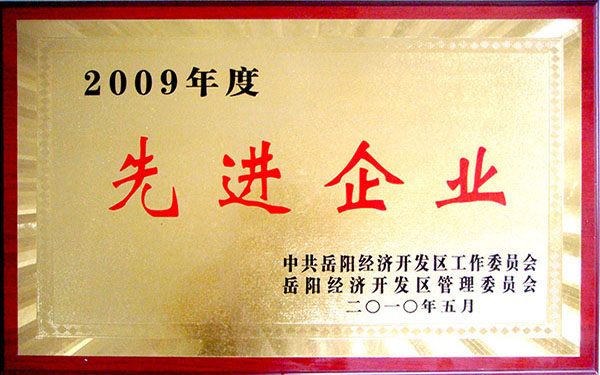 2009年度
先进企业
中共岳阳经济开发区工作委员会
岳阳经济开发区管理委员会
二〇一〇年五月